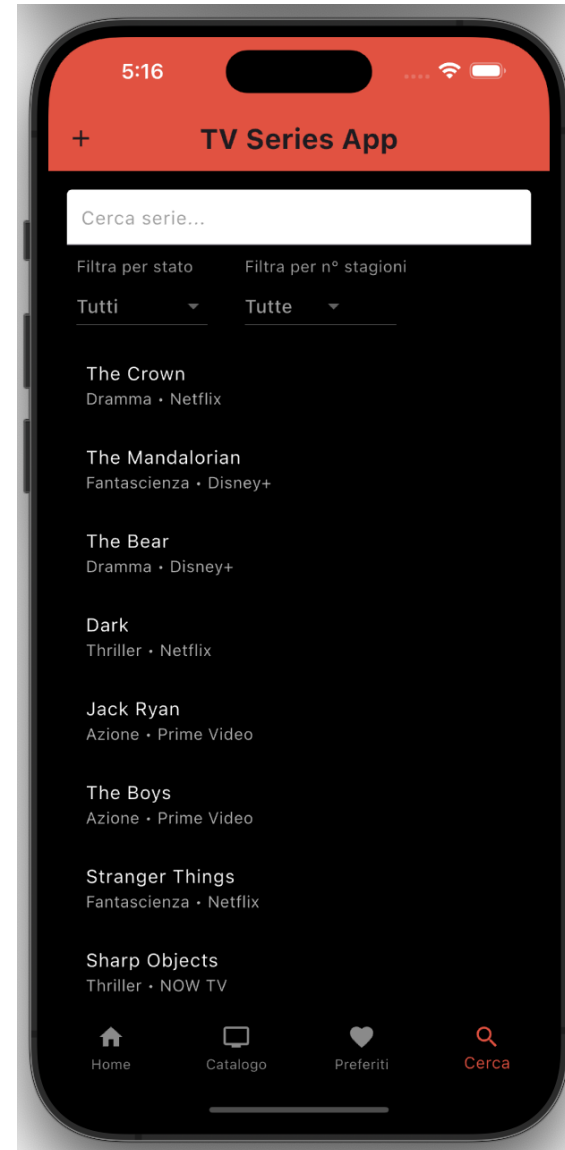 5:16
+ TV Series App
Cerca serie...
Filtra per stato Filtra per n° stagioni
Tutti Tutte
The Crown
Dramma • Netflix
The Mandalorian
Fantascienza • Disney+
The Bear
Dramma • Disney+
Dark
Thriller • Netflix
Jack Ryan
Azione • Prime Video
The Boys
Azione • Prime Video
Stranger Things
Fantascienza • Netflix
Sharp Objects
Thriller • NOW TV
Home Catalogo Preferiti Cerca